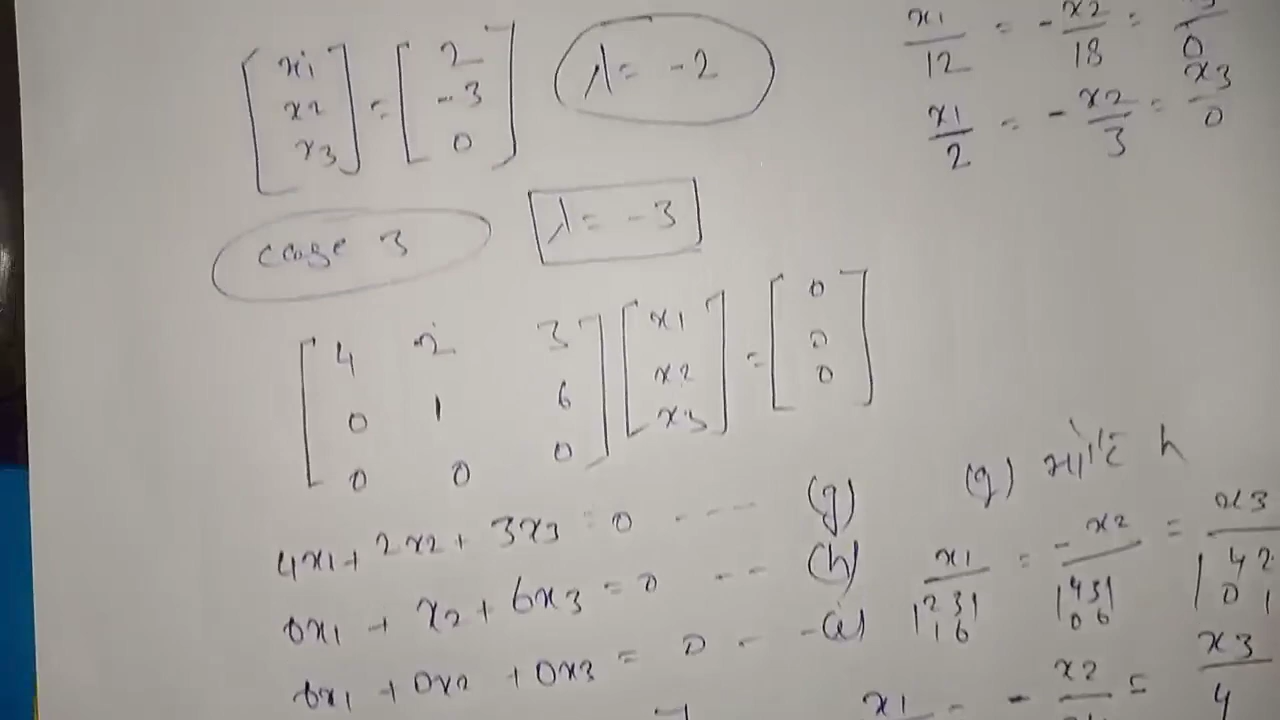 [x1 x2 x3] = [2 -3 0] λ = -2
x1/12 = -x2/18 = /0
x1/2 = -x2/3 = x3/0
case 3 λ = -3
[4 2 3
0 1 6
0 0 0] [x1 x2 x3] = [0 0 0]
4x1 + 2x2 + 3x3 = 0 - - - - (g)
0x1 + x2 + 6x3 = 0 - - - (h)
0x1 + 0x2 + 0x3 = 0 - - (i)
(g) h
x1/|2 3 1 6| = -x2/|4 3 0 6| = x3/|4 2 0 1
x1 = -x2 = x3/4